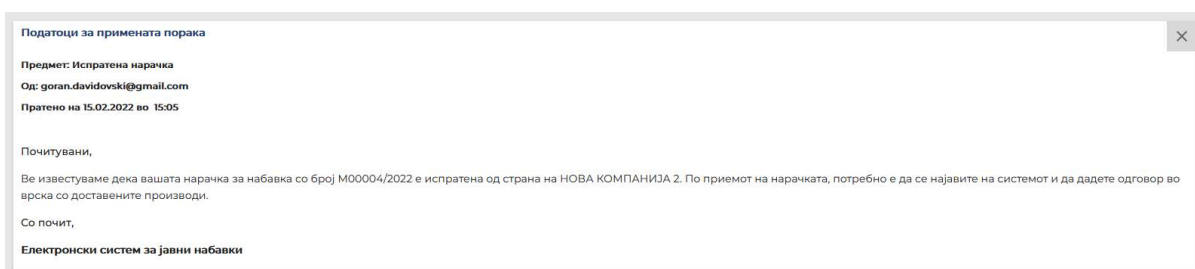 Податоци за примената порака
Предмет: Испратена нарачка
Од: goran.davidovski@gmail.com
Пратено на 15.02.2022 во 15:05
Почитувани,
Ве известуваме дека вашата нарачка за набавка со број М00004/2022 е испратена од страна на НОВА КОМПАНИЈА 2. По приемот на нарачката, потребно е да се најавите на системот и да дадете одговор во
врска со доставените производи.
Со почит,
Електронски систем за јавни набавки